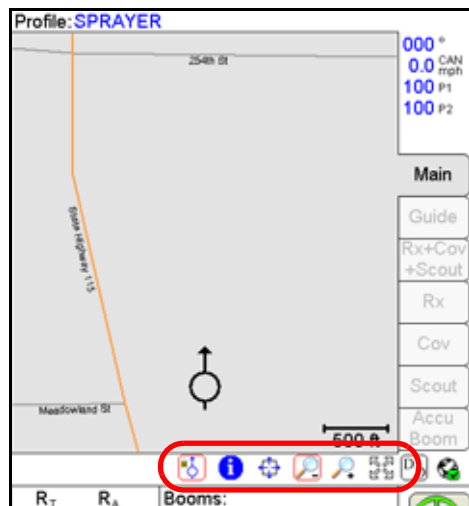 Profile: SPRAYER
000 °
0.0 CAN mph
100 P1
100 P2
254th St
Main
Guide
Rx+Cov
+Scout
Rx
Cov
Scout
Accu
Boom
State Highway 115
Meadowland St
500 ft
RT RA Booms: